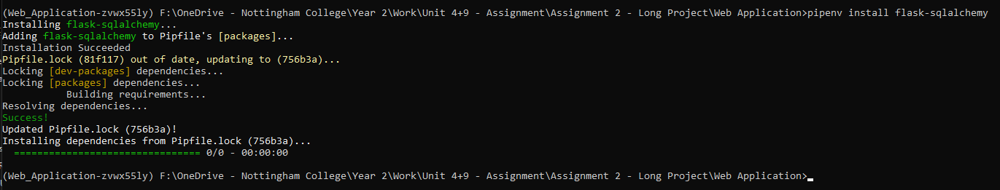 (Web_Application-zvwx55ly) F:\OneDrive - Nottingham College\Year 2\Work\Unit 4+9 - Assignment\Assignment 2 - Long Project\Web Application>pipenv install flask-sqlalchemy
Installing flask-sqlalchemy...
Adding flask-sqlalchemy to Pipfile's [packages]...
Installation Succeeded
Pipfile.lock (81f117) out of date, updating to (756b3a)...
Locking [dev-packages] dependencies...
Locking [packages] dependencies...
Building requirements...
Resolving dependencies...
Success!
Updated Pipfile.lock (756b3a)!
Installing dependencies from Pipfile.lock (756b3a)...
================================ 0/0 - 00:00:00
(Web_Application-zvwx55ly) F:\OneDrive - Nottingham College\Year 2\Work\Unit 4+9 - Assignment\Assignment 2 - Long Project\Web Application>